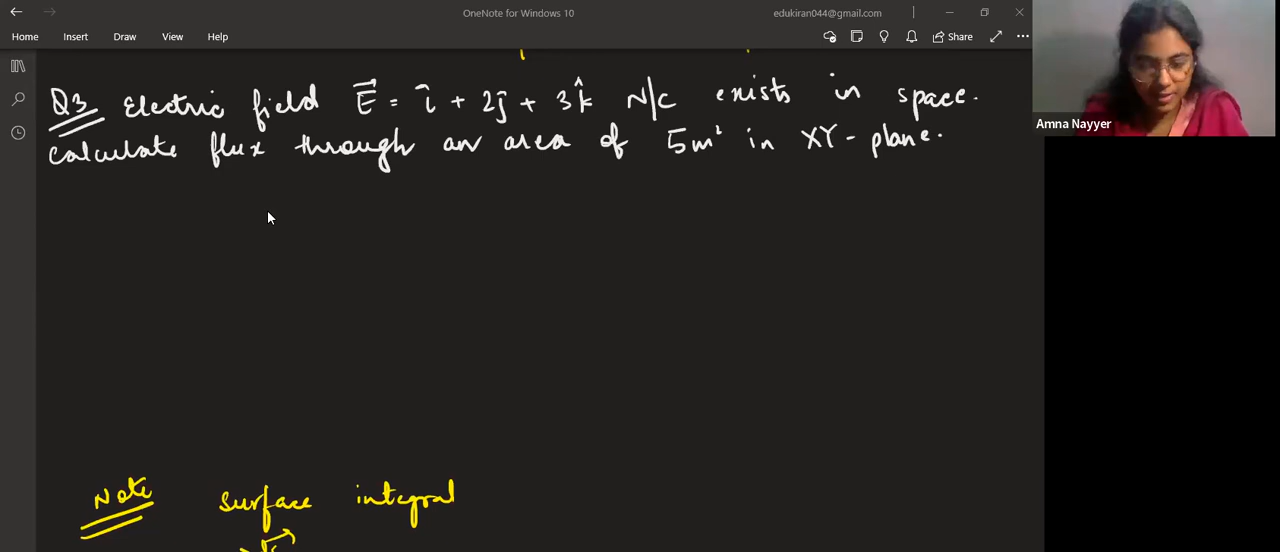 OneNote for Windows 10
edukiran044@gmail.com
Home Insert Draw View Help
Share
Q3 Electric field E⃗ = î + 2ĵ + 3k̂ N/C exists in space.
Calculate flux through an area of 5m² in XY-plane.
Amna Nayyer
Note surface integral